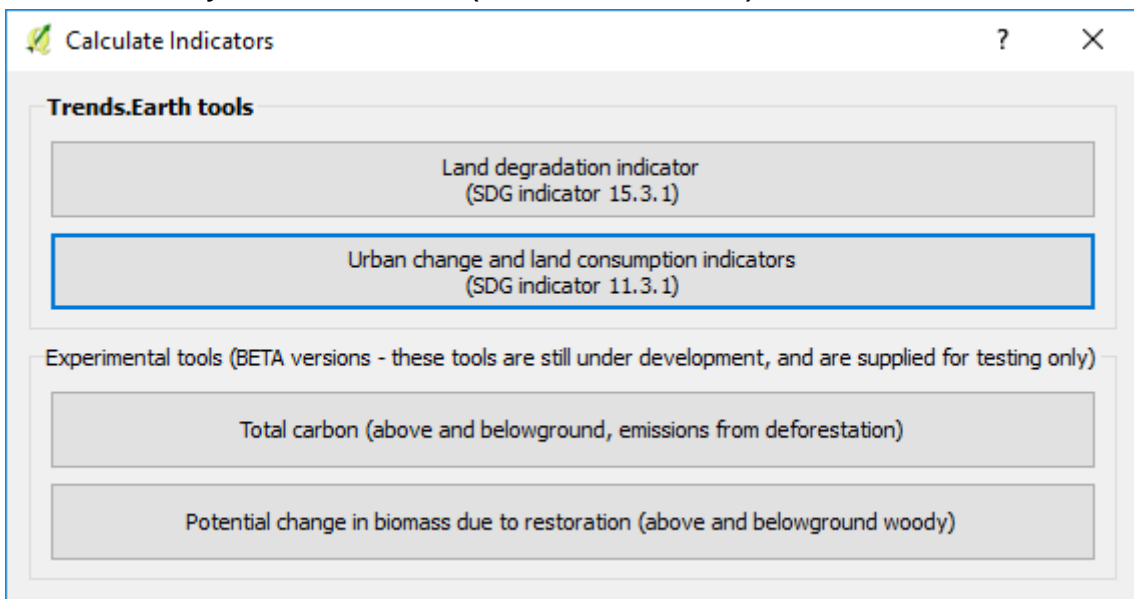 Calculate Indicators
?
Trends.Earth tools
Land degradation indicator
(SDG indicator 15.3.1)
Urban change and land consumption indicators
(SDG indicator 11.3.1)
Experimental tools (BETA versions - these tools are still under development, and are supplied for testing only)
Total carbon (above and belowground, emissions from deforestation)
Potential change in biomass due to restoration (above and belowground woody)